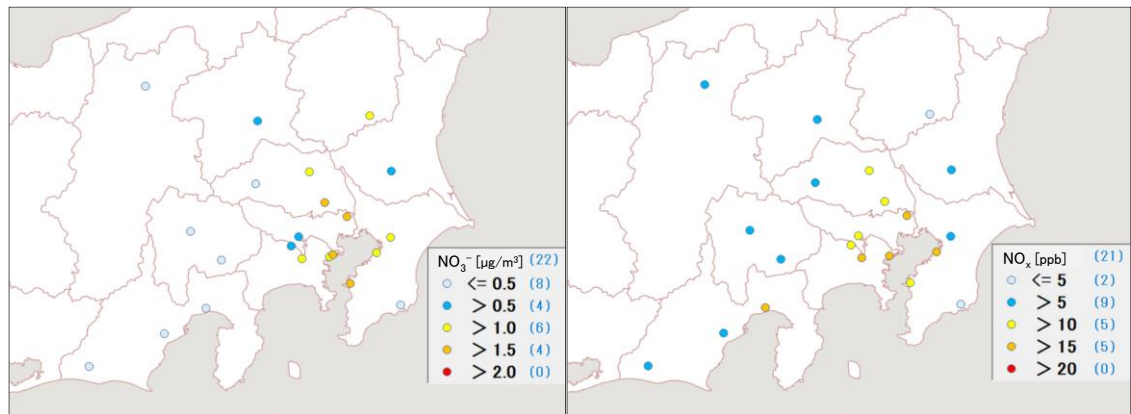 NO₃⁻ [µg/m³] (22)
<= 0.5 (8)
> 0.5 (4)
> 1.0 (6)
> 1.5 (4)
> 2.0 (0)
NOₓ [ppb] (21)
<= 5 (2)
> 5 (9)
> 10 (5)
> 15 (5)
> 20 (0)